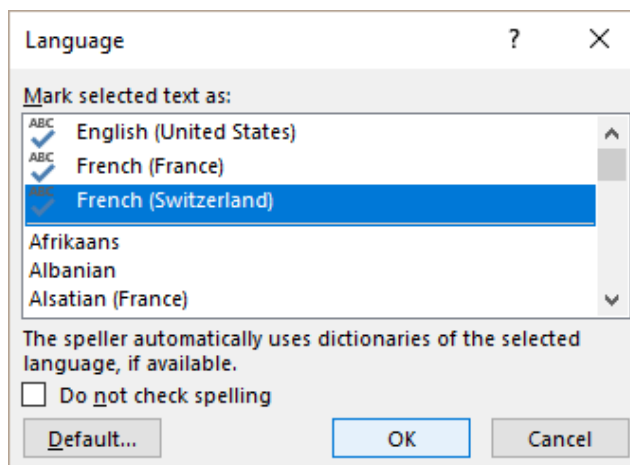 Language ?
Mark selected text as:
ABC English (United States)
ABC French (France)
French (Switzerland)
Afrikaans
Albanian
Alsatian (France)
The speller automatically uses dictionaries of the selected
language, if available.
Do not check spelling
Default... OK Cancel